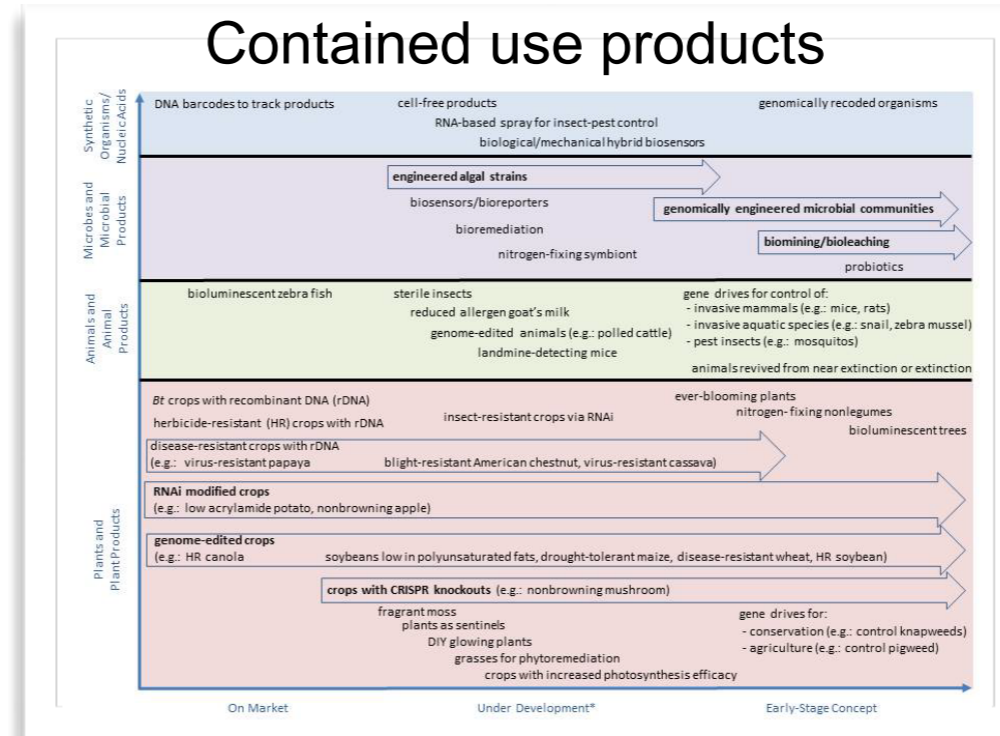 Contained use products
Synthetic
Organisms/
Nucleic Acids
DNA barcodes to track products
cell-free products
genomically recoded organisms
RNA-based spray for insect-pest control
biological/mechanical hybrid biosensors
Microbes and
Microbial
Products
engineered algal strains
biosensors/bioreporters
genomically engineered microbial communities
bioremediation
biomining/bioleaching
nitrogen-fixing symbiont
probiotics
Animals and
Animal
Products
bioluminescent zebra fish
sterile insects
reduced allergen goat's milk
genome-edited animals (e.g.: polled cattle)
landmine-detecting mice
gene drives for control of:
- invasive mammals (e.g.: mice, rats)
- invasive aquatic species (e.g.: snail, zebra mussel)
- pest insects (e.g.: mosquitos)
animals revived from near extinction or extinction
Plants and
Plant Products
Bt crops with recombinant DNA (rDNA)
herbicide-resistant (HR) crops with rDNA
insect-resistant crops via RNAi
ever-blooming plants
nitrogen-fixing nonlegumes
bioluminescent trees
disease-resistant crops with rDNA
(e.g.: virus-resistant papaya blight-resistant American chestnut, virus-resistant cassava)
RNAi modified crops
(e.g.: low acrylamide potato, nonbrowning apple)
genome-edited crops
(e.g.: HR canola soybeans low in polyunsaturated fats, drought-tolerant maize, disease-resistant wheat, HR soybean)
crops with CRISPR knockouts (e.g.: nonbrowning mushroom)
fragrant moss
plants as sentinels
DIY glowing plants
grasses for phytoremediation
crops with increased photosynthesis efficacy
gene drives for:
- conservation (e.g.: control knapweeds)
- agriculture (e.g.: control pigweed)
On Market
Under Development*
Early-Stage Concept